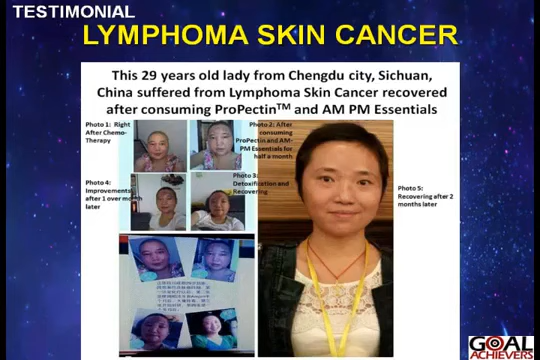 TESTIMONIAL
LYMPHOMA SKIN CANCER
This 29 years old lady from Chengdu city, Sichuan,
China suffered from Lymphoma Skin Cancer recovered
after consuming ProPectin™ and AM PM Essentials
Photo 1: Right
After Chemo-
Therapy
Photo 2: After
consuming
ProPectin and AM-
PM Essentials for
half a month
Photo 4:
Improvements
after 1 over month
later
Photo 3:
Detoxification and
Recovering
Photo 5:
Recovering after 2
months later
GOAL
ACHIEVERS